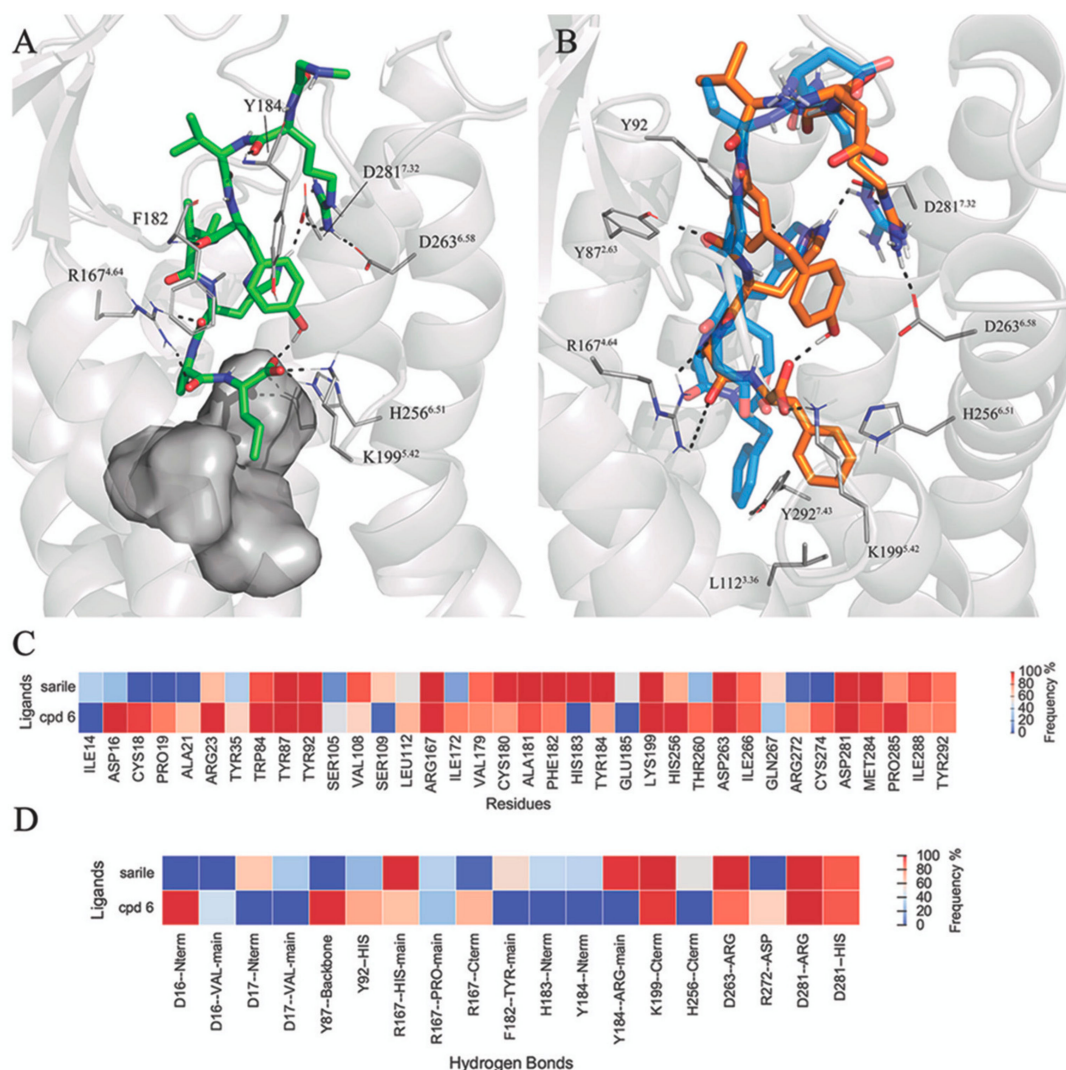 A
B
Y184
Y92
D281^7.32
F182
D281^7.32
D263^6.58
Y87^2.63
R167^4.64
R167^4.64
D263^6.58
H256^6.51
H256^6.51
K199^5.42
Y292^7.43
K199^5.42
L112^3.36
C
Ligands
sarile
cpd 6
100
80
60
40
20
0
Frequency %
ILE14
ASP16
CYS18
PRO19
ALA21
ARG23
TYR35
TRP84
TYR87
TYR92
SER105
VAL108
SER109
LEU112
ARG167
ILE172
VAL179
CYS180
ALA181
PHE182
HIS183
TYR184
GLU185
LYS199
HIS256
THR260
ASP263
ILE266
GLN267
ARG272
CYS274
ASP281
MET284
PRO285
ILE288
TYR292
Residues
D
Ligands
sarile
cpd 6
100
80
60
40
20
0
Frequency %
D16--Nterm
D16--VAL-main
D17--Nterm
D17--VAL-main
Y87--Backbone
Y92--HIS
R167--HIS-main
R167--PRO-main
R167--Cterm
F182--TYR-main
H183--Nterm
Y184--Nterm
Y184--ARG-main
K199--Cterm
H256--Cterm
D263--ARG
R272--ASP
D281--ARG
D281--HIS
Hydrogen Bonds